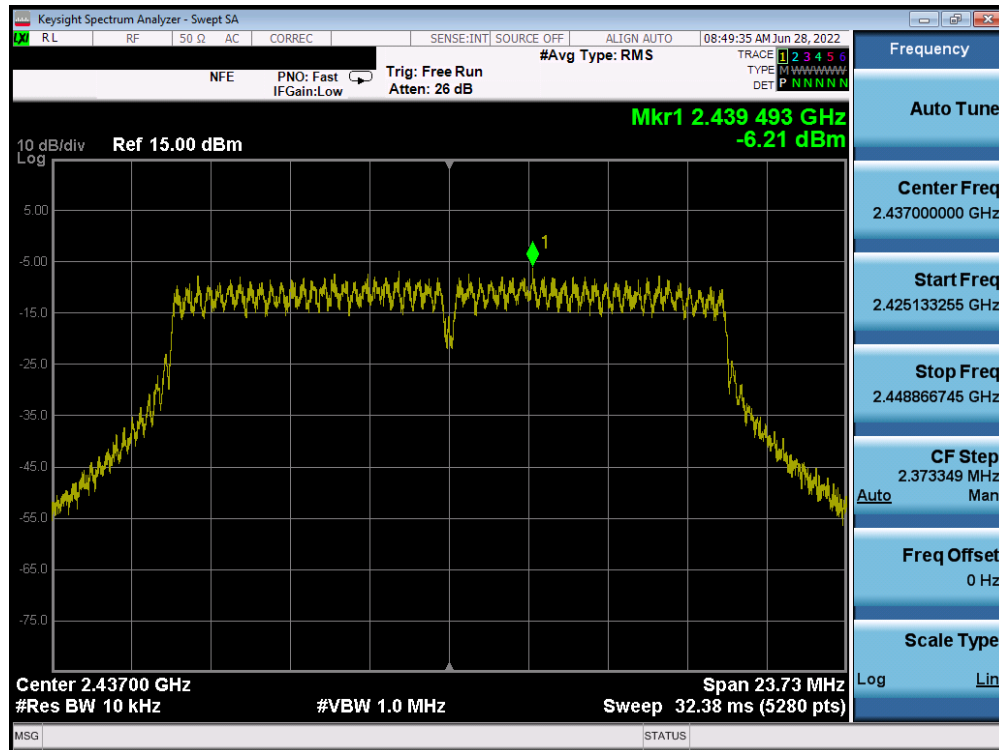 Keysight Spectrum Analyzer - Swept SA
LXI RL RF 50 Ω AC CORREC SENSE:INT SOURCE OFF ALIGN AUTO 08:49:35 AM Jun 28, 2022
#Avg Type: RMS
TRACE 1 2 3 4 5 6
TYPE M WWWWW
DET P N N N N N
NFE PNO: Fast Trig: Free Run
IFGain:Low Atten: 26 dB
Mkr1 2.439 493 GHz
-6.21 dBm
10 dB/div Ref 15.00 dBm
Log
5.00
1
-5.00
-15.0
-25.0
-35.0
-45.0
-55.0
-65.0
-75.0
Center 2.43700 GHz Span 23.73 MHz
#Res BW 10 kHz #VBW 1.0 MHz Sweep 32.38 ms (5280 pts)
MSG STATUS
Frequency
Auto Tune
Center Freq
2.437000000 GHz
Start Freq
2.425133255 GHz
Stop Freq
2.448866745 GHz
CF Step
2.373349 MHz
Auto Man
Freq Offset
0 Hz
Scale Type
Log Lin